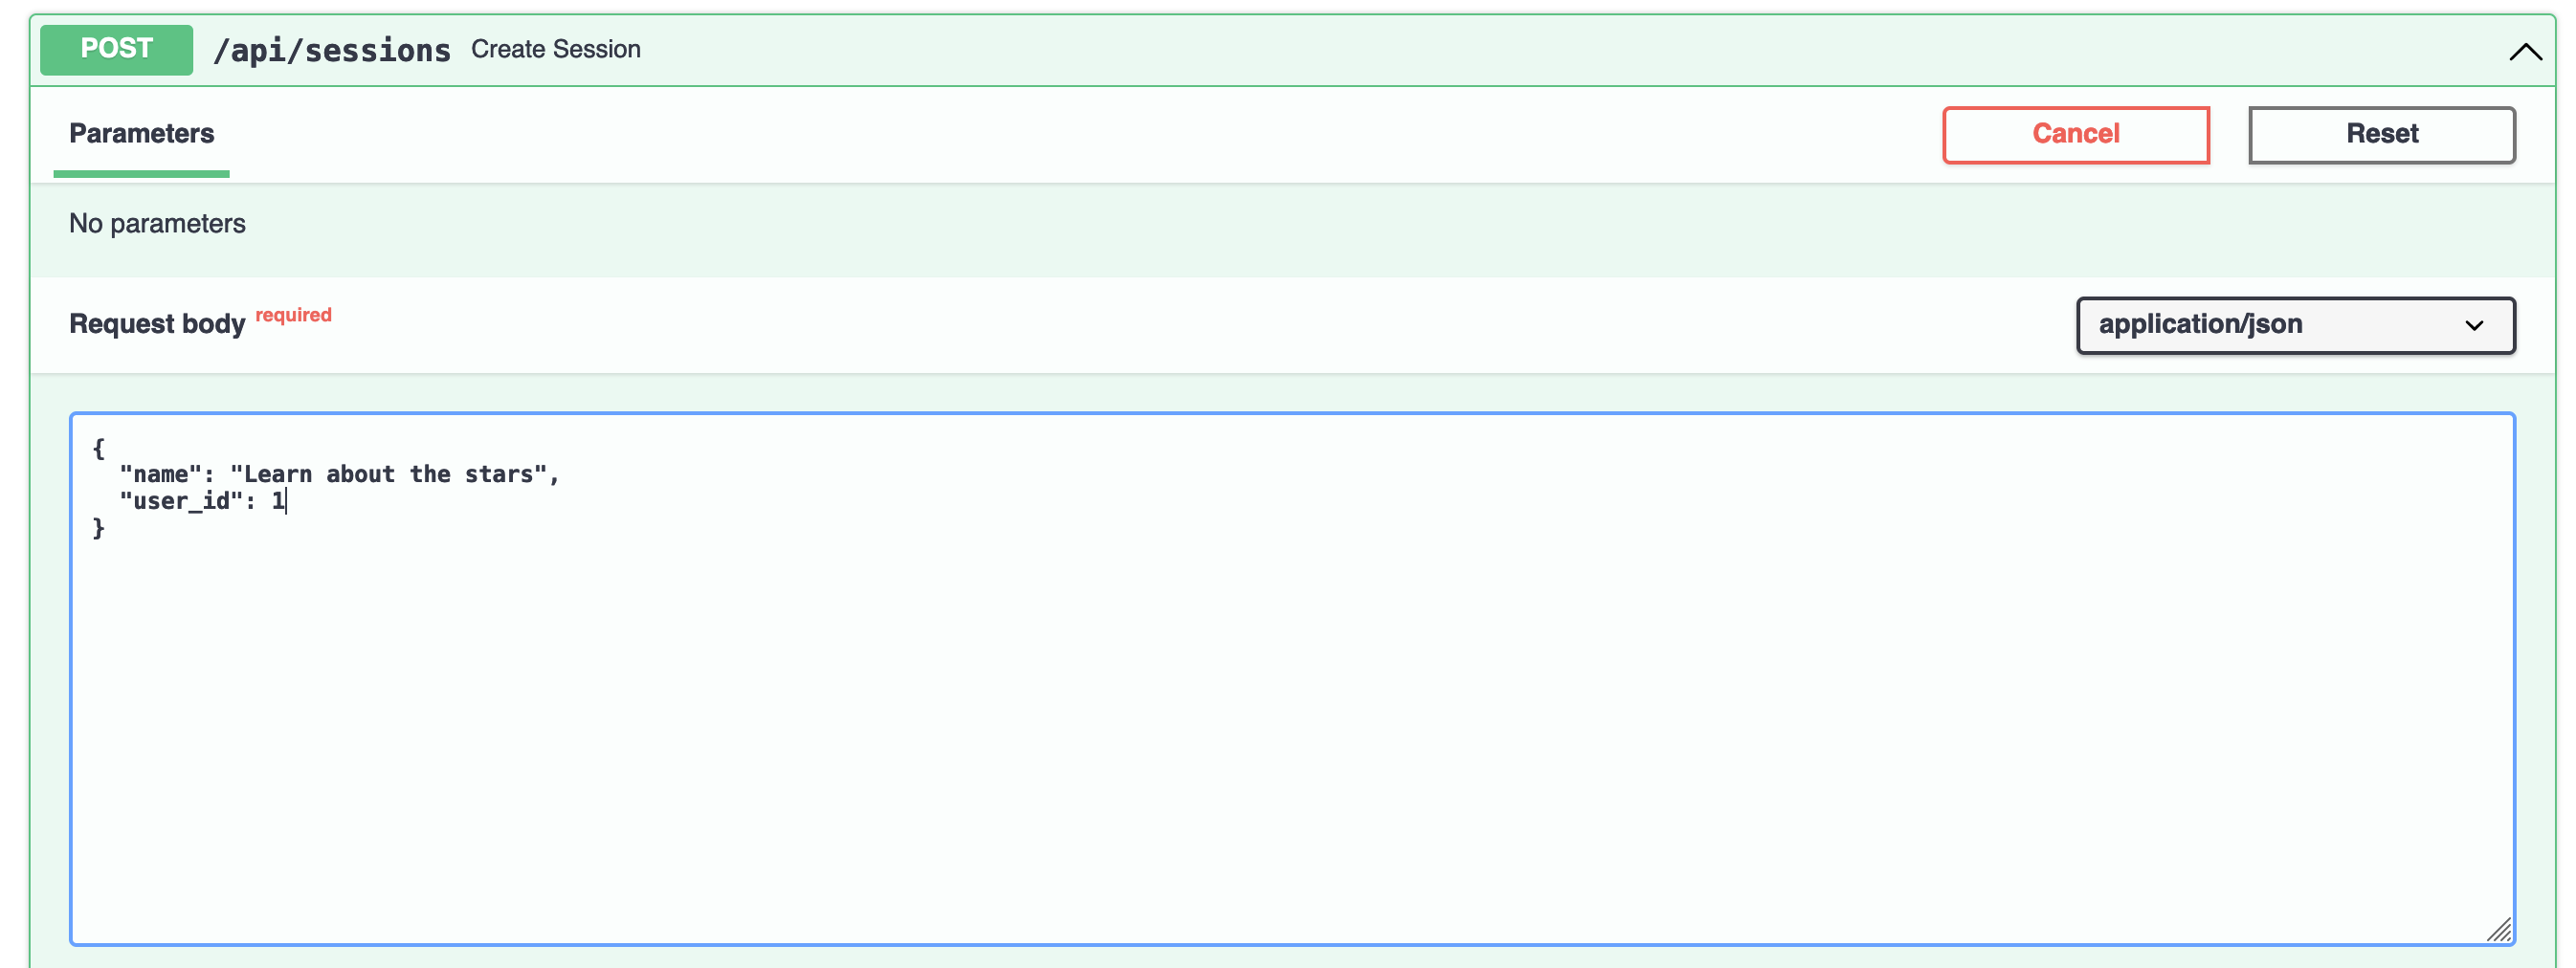 POST /api/sessions Create Session
Parameters Cancel Reset
No parameters
Request body required application/json
{
  "name": "Learn about the stars",
  "user_id": 1
}